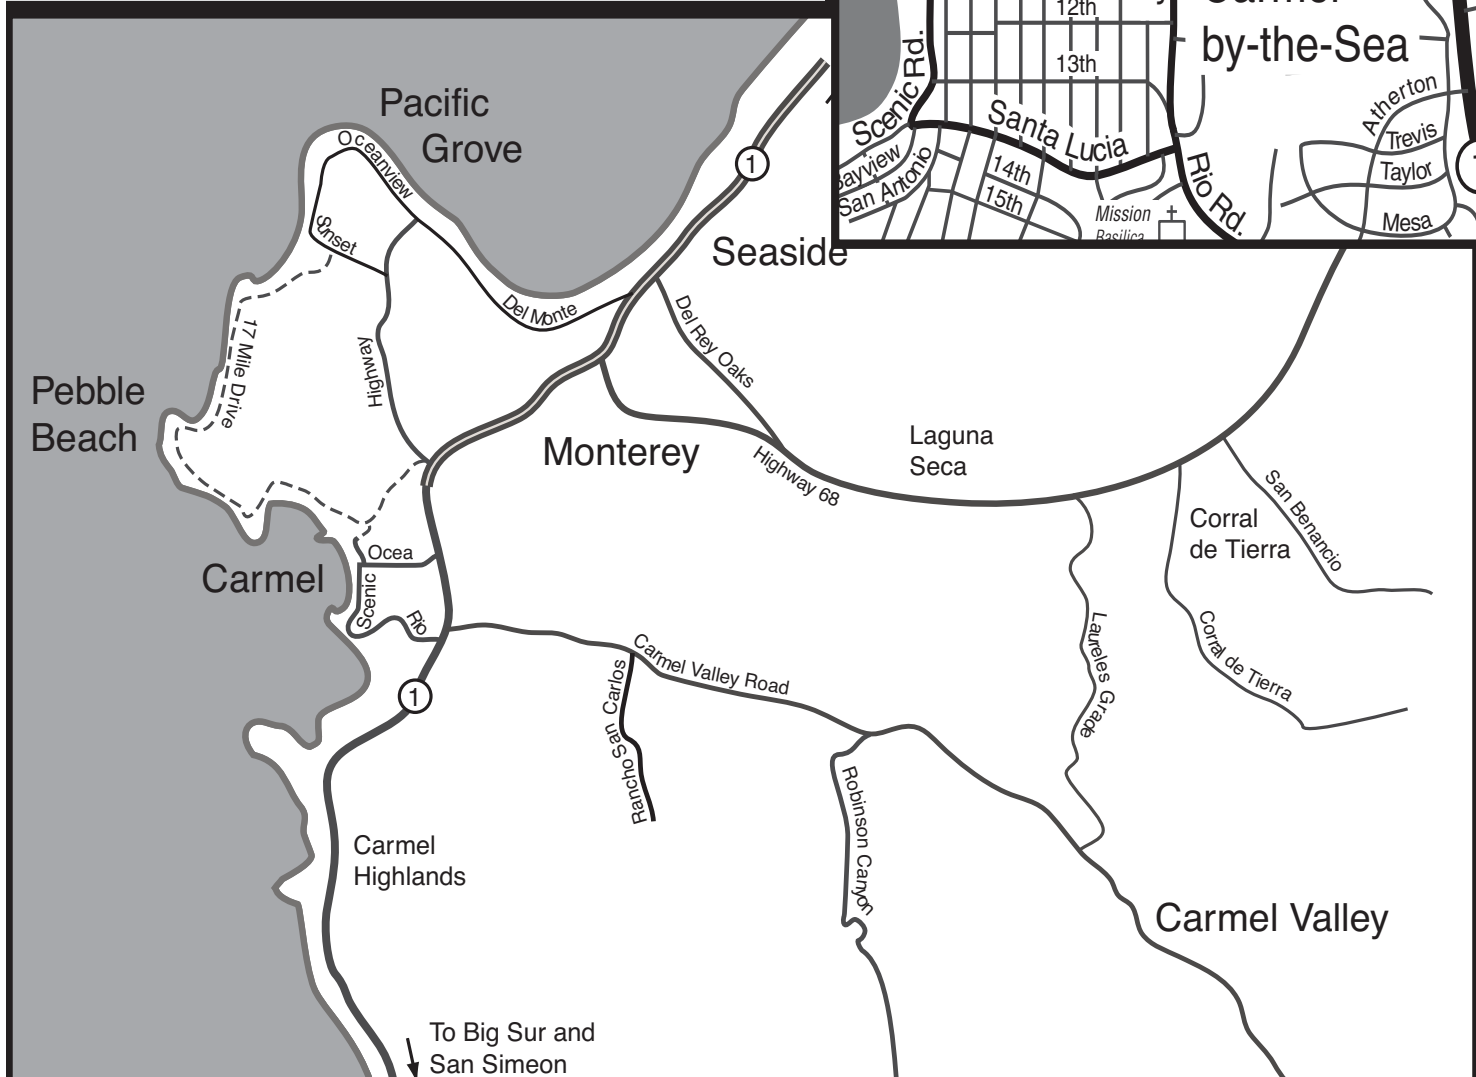 12th
by-the-Sea
13th
Scenic Rd.
Santa Lucia
Atherton
Trevis
Taylor
Bayview
San Antonio
14th
15th
Rio Rd.
Mission
Basilica
Mesa
Pacific
Grove
Oceanview
Sunset
1
Seaside
Del Monte
Del Rey Oaks
17 Mile Drive
Highway
Pebble
Beach
Monterey
Highway 68
Laguna
Seca
San Benancio
Corral
de Tierra
Ocea
Carmel
Scenic
Rio
Carmel Valley Road
Rancho San Carlos
Laureles Grade
Corral de Tierra
1
Robinson Canyon
Carmel
Highlands
Carmel Valley
To Big Sur and
San Simeon